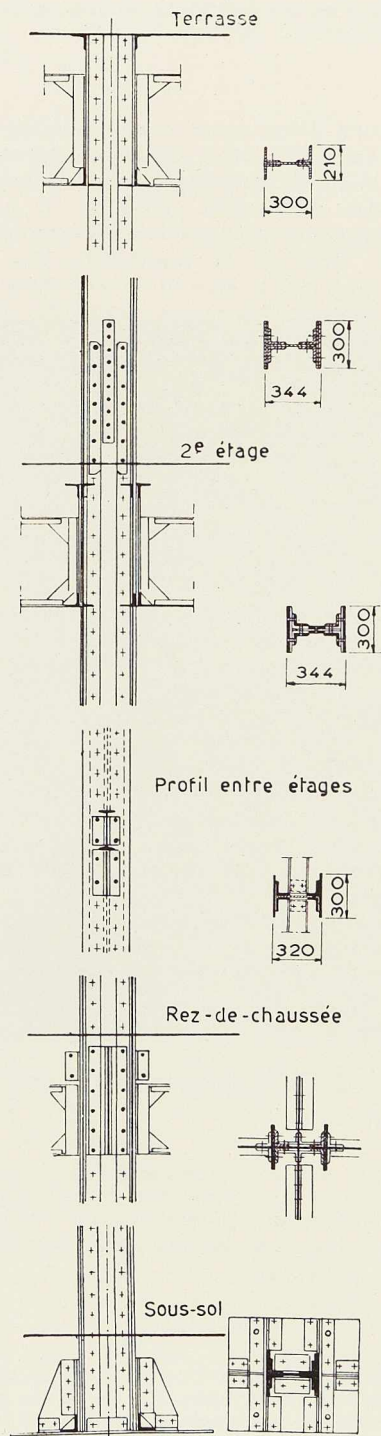 Terrasse
210
300
300
344
2e étage
300
344
Profil entre étages
300
320
Rez-de-chaussée
Sous-sol